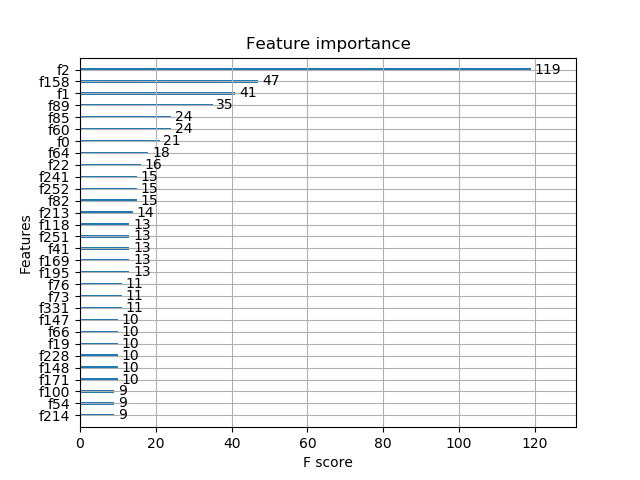 Feature importance
f2 119
f158 47
f1 41
f89 35
f85 24
f60 24
f0 21
f64 18
f22 16
f241 15
f252 15
f82 15
f213 14
f118 13
f251 13
f41 13
f169 13
f195 13
f76 11
f73 11
f331 11
f147 10
f66 10
f19 10
f228 10
f148 10
f171 10
f100 9
f54 9
f214 9
Features
0 20 40 60 80 100 120
F score